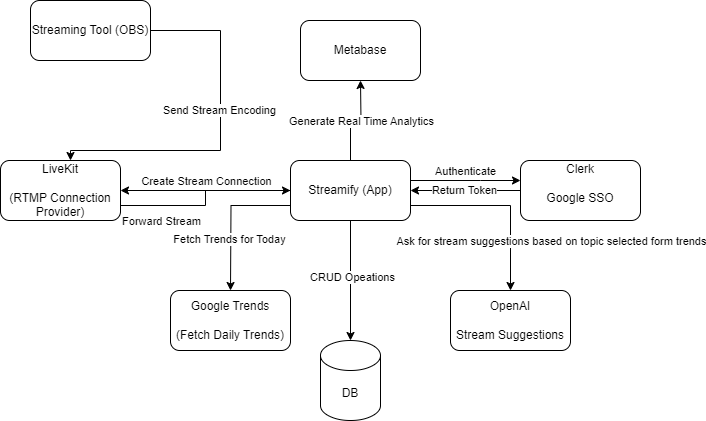 Streaming Tool (OBS)
Metabase
Send Stream Encoding
Generate Real Time Analytics
LiveKit
(RTMP Connection
Provider)
Create Stream Connection
Streamify (App)
Authenticate
Return Token
Clerk
Google SSO
Forward Stream
Fetch Trends for Today
Ask for stream suggestions based on topic selected form trends
CRUD Opeations
Google Trends
(Fetch Daily Trends)
OpenAI
Stream Suggestions
DB